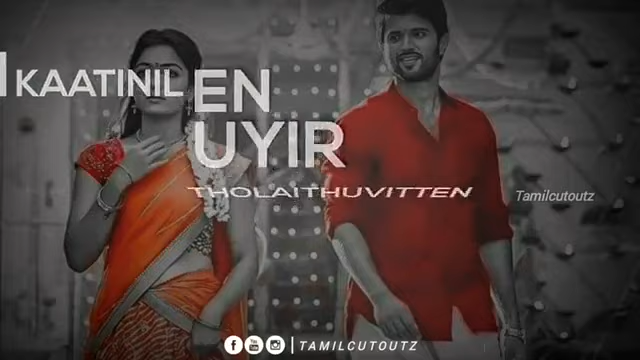 KAATINIL
EN
UYIR
THOLAITHUVITTEN
Tamilcutoutz
TAMILCUTOUTZ